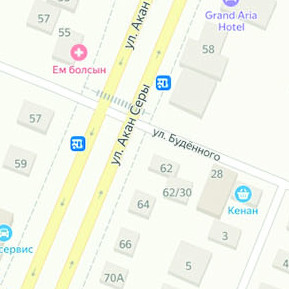 57
ул. Акан
Grand Aria
Hotel
55
58
Ем болсын
57
ул. Акан Серы
ул. Будённого
59
62
28
62/30
64
Кенан
3
сервис
66
5
70А